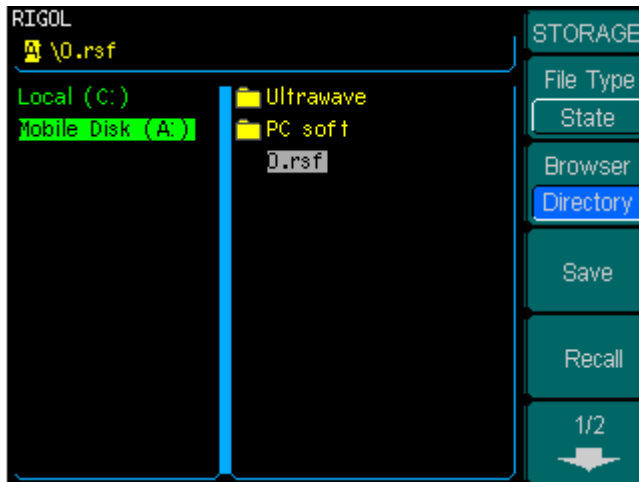 RIGOL
A: \0.rsf
Local (C:)
Mobile Disk (A:)
Ultrawave
PC soft
0.rsf
STORAGE
File Type
State
Browser
Directory
Save
Recall
1/2